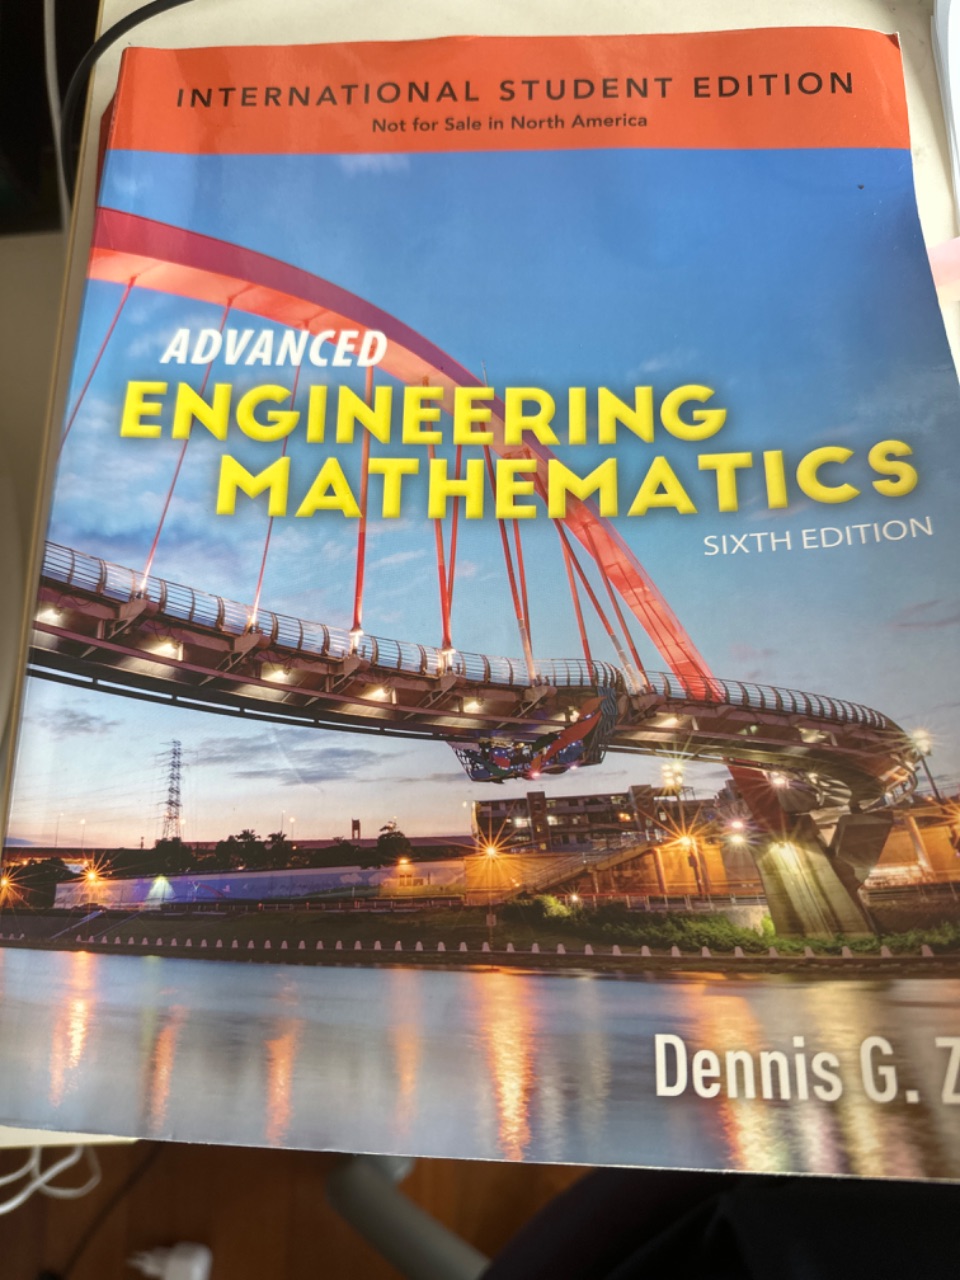 INTERNATIONAL STUDENT EDITION
Not for Sale in North America
ADVANCED
ENGINEERING
MATHEMATICS
SIXTH EDITION
Dennis G. Z